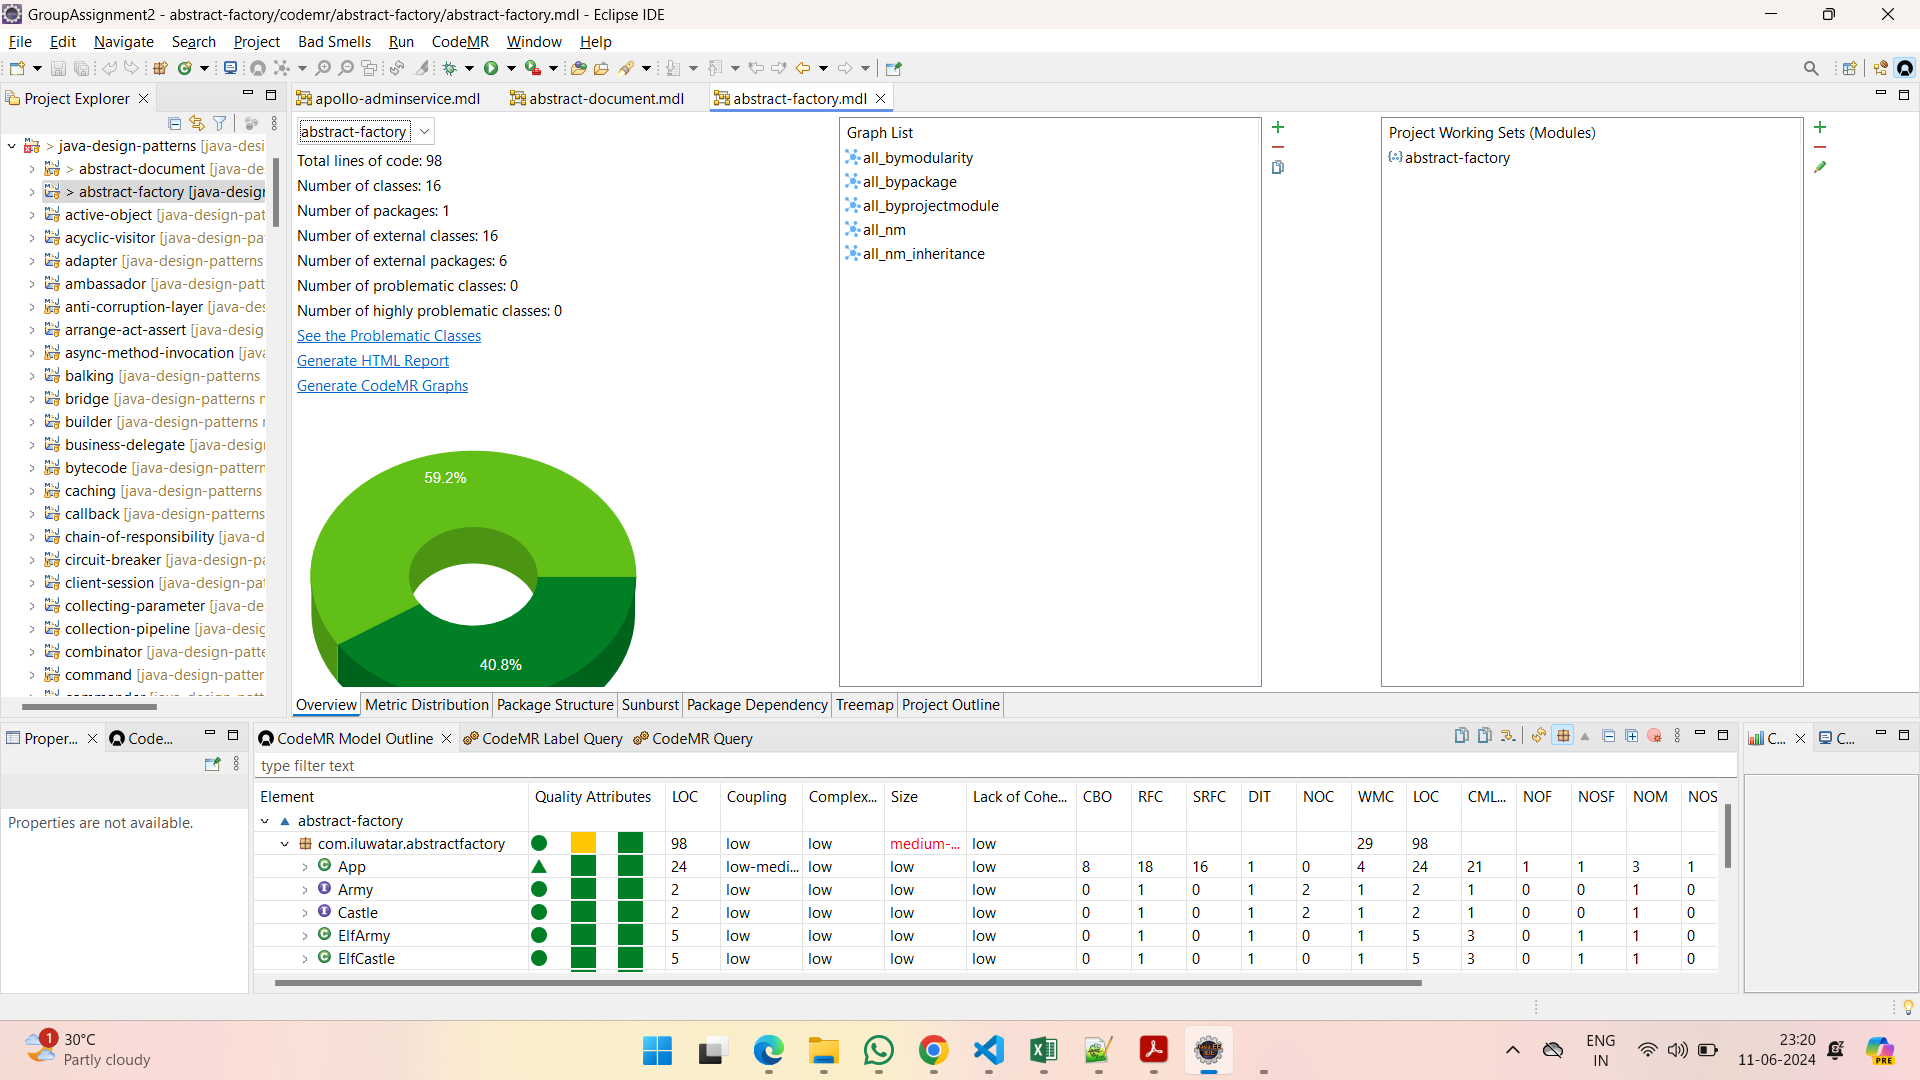 GroupAssignment2 - abstract-factory/codemr/abstract-factory/abstract-factory.mdl - Eclipse IDE
File Edit Navigate Search Project Bad Smells Run CodeMR Window Help
Project Explorer
> java-design-patterns [java-desi
> abstract-document [java-des
> abstract-factory [java-design
active-object [java-design-pat
acyclic-visitor [java-design-pa
adapter [java-design-patterns
ambassador [java-design-patt
anti-corruption-layer [java-des
arrange-act-assert [java-desig
async-method-invocation [java
balking [java-design-patterns
bridge [java-design-patterns m
builder [java-design-patterns
business-delegate [java-desig
bytecode [java-design-pattern
caching [java-design-patterns
callback [java-design-patterns
chain-of-responsibility [java-d
circuit-breaker [java-design-pa
client-session [java-design-pat
collecting-parameter [java-de
collection-pipeline [java-desig
combinator [java-design-patte
command [java-design-pattern
apollo-adminservice.mdl
abstract-document.mdl
abstract-factory.mdl
abstract-factory
Total lines of code: 98
Number of classes: 16
Number of packages: 1
Number of external classes: 16
Number of external packages: 6
Number of problematic classes: 0
Number of highly problematic classes: 0
See the Problematic Classes
Generate HTML Report
Generate CodeMR Graphs
59.2%
40.8%
Graph List
all_bymodularity
all_bypackage
all_byprojectmodule
all_nm
all_nm_inheritance
Project Working Sets (Modules)
abstract-factory
Overview Metric Distribution Package Structure Sunburst Package Dependency Treemap Project Outline
Proper...
Code...
Properties are not available.
CodeMR Model Outline
CodeMR Label Query
CodeMR Query
C...
C...
type filter text
Element Quality Attributes LOC Coupling Complex... Size Lack of Cohe... CBO RFC SRFC DIT NOC WMC LOC CML... NOF NOSF NOM NOS
abstract-factory
com.iluwatar.abstractfactory 98 low low medium-... low 29 98
App 24 low-medi... low low low 8 18 16 1 0 4 24 21 1 1 3 1
Army 2 low low low low 0 1 0 1 2 1 2 1 0 0 1 0
Castle 2 low low low low 0 1 0 1 2 1 2 1 0 0 1 0
ElfArmy 5 low low low low 0 1 0 1 0 1 5 3 0 1 1 0
ElfCastle 5 low low low low 0 1 0 1 0 1 5 3 0 1 1 0
1
30°C
Partly cloudy
ENG
IN
23:20
11-06-2024
PRE